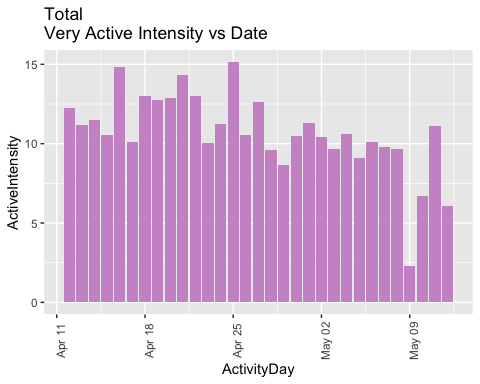 Total
Very Active Intensity vs Date
15
10
5
0
ActiveIntensity
Apr 11
Apr 18
Apr 25
May 02
May 09
ActivityDay